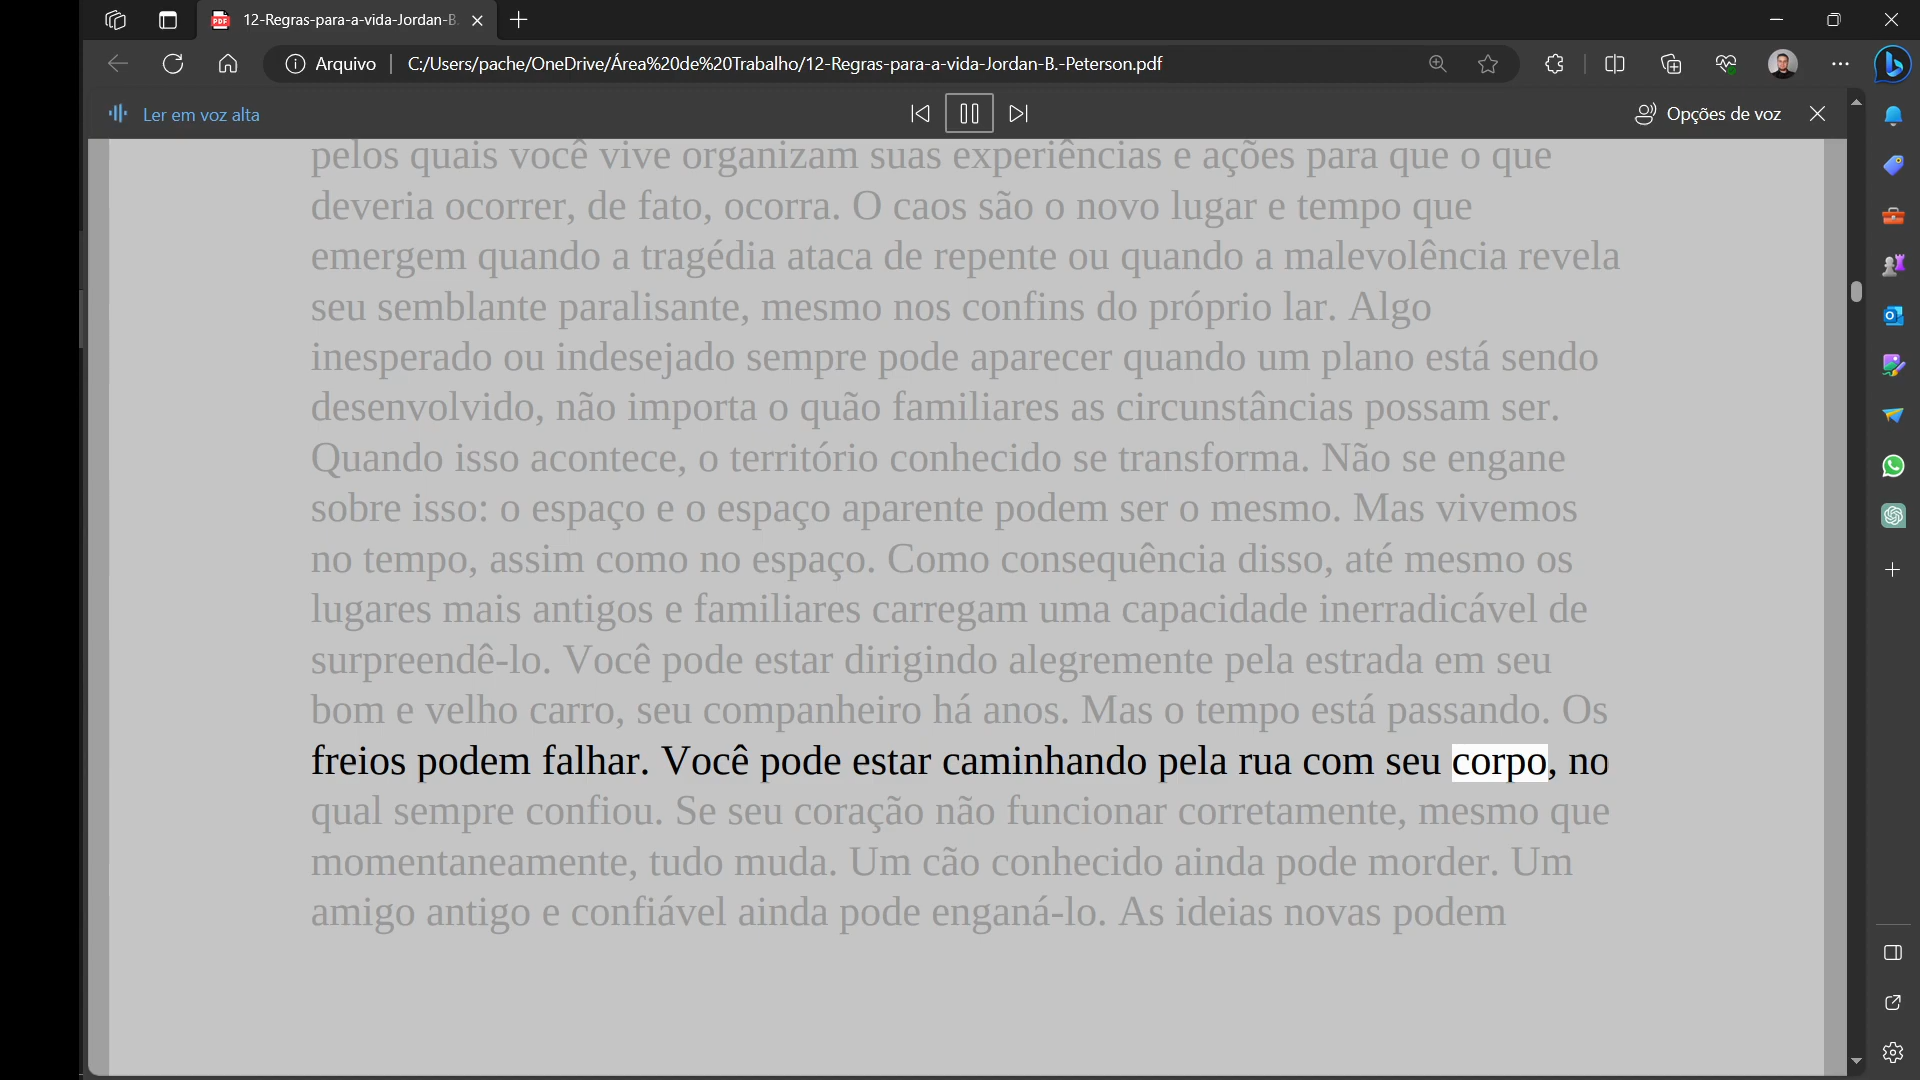 12-Regras-para-a-vida-Jordan-B.
Arquivo
C:/Users/pache/OneDrive/Área%20de%20Trabalho/12-Regras-para-a-vida-Jordan-B.-Peterson.pdf
Ler em voz alta
Opções de voz
pelos quais você vive organizam suas experiências e ações para que o que
deveria ocorrer, de fato, ocorra. O caos são o novo lugar e tempo que
emergem quando a tragédia ataca de repente ou quando a malevolência revela
seu semblante paralisante, mesmo nos confins do próprio lar. Algo
inesperado ou indesejado sempre pode aparecer quando um plano está sendo
desenvolvido, não importa o quão familiares as circunstâncias possam ser.
Quando isso acontece, o território conhecido se transforma. Não se engane
sobre isso: o espaço e o espaço aparente podem ser o mesmo. Mas vivemos
no tempo, assim como no espaço. Como consequência disso, até mesmo os
lugares mais antigos e familiares carregam uma capacidade inerradicável de
surpreendê-lo. Você pode estar dirigindo alegremente pela estrada em seu
bom e velho carro, seu companheiro há anos. Mas o tempo está passando. Os
freios podem falhar. Você pode estar caminhando pela rua com seu corpo, no
qual sempre confiou. Se seu coração não funcionar corretamente, mesmo que
momentaneamente, tudo muda. Um cão conhecido ainda pode morder. Um
amigo antigo e confiável ainda pode enganá-lo. As ideias novas podem